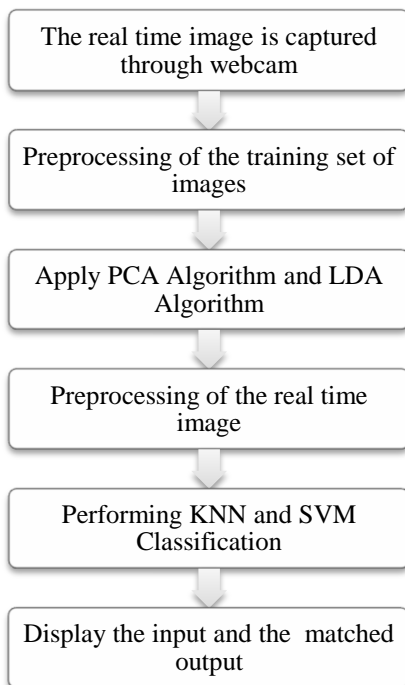 The real time image is captured
through webcam
Preprocessing of the training set of
images
Apply PCA Algorithm and LDA
Algorithm
Preprocessing of the real time
image
Performing KNN and SVM
Classification
Display the input and the matched
output